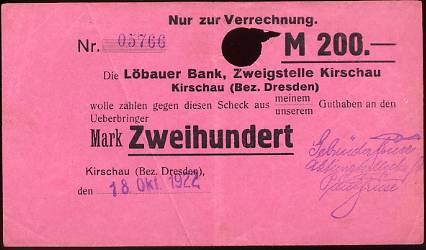 Nur zur Verrechnung.
Nr. 05766 M 200.—
Die Löbauer Bank, Zweigstelle Kirschau
Kirschau (Bez. Dresden)
wolle zahlen gegen diesen Scheck aus meinem Guthaben an den
unserem
Ueberbringer
Mark Zweihundert
Kirschau (Bez. Dresden),
den 18. Okt. 1922
Gebrüder